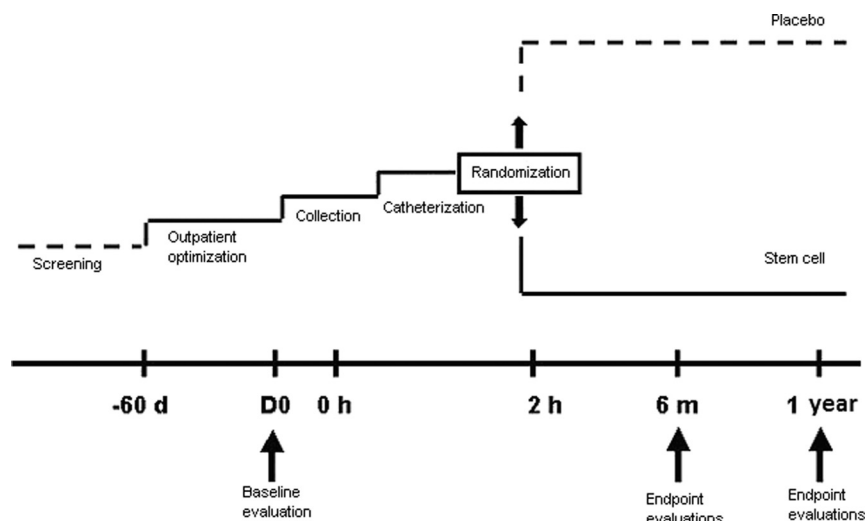 Placebo
Randomization
Collection
Catheterization
Outpatient
optimization
Screening
Stem cell
-60 d
D0
0 h
2 h
6 m
1 year
Baseline
evaluation
Endpoint
evaluations
Endpoint
evaluations